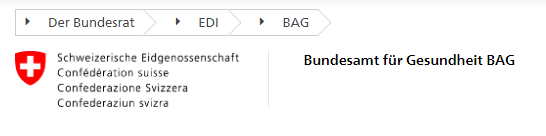 Der Bundesrat EDI BAG
Schweizerische Eidgenossenschaft
Confédération suisse
Confederazione Svizzera
Confederaziun svizra
Bundesamt für Gesundheit BAG